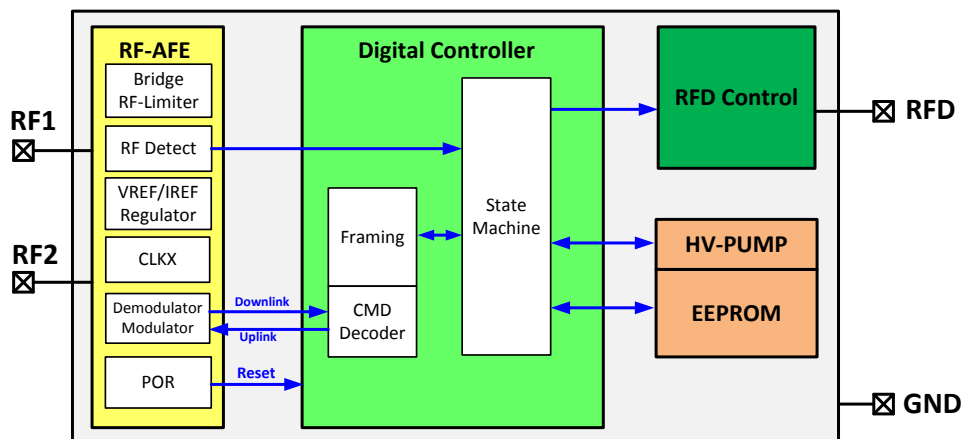 RF-AFE
Digital Controller
Bridge
RF-Limiter
RFD Control
RF1
RFD
RF Detect
VREF/IREF
Regulator
State
Machine
Framing
HV-PUMP
RF2
CLKX
Demodulator
Modulator
Downlink
Uplink
CMD
Decoder
EEPROM
POR
Reset
GND